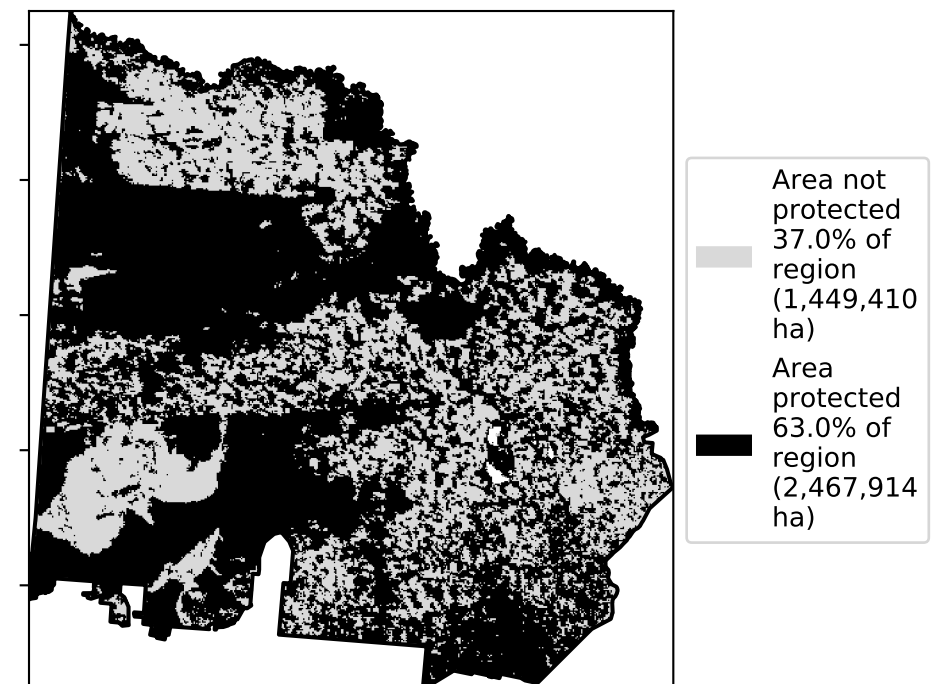 Area not
protected
37.0% of
region
(1,449,410
ha)
Area
protected
63.0% of
region
(2,467,914
ha)